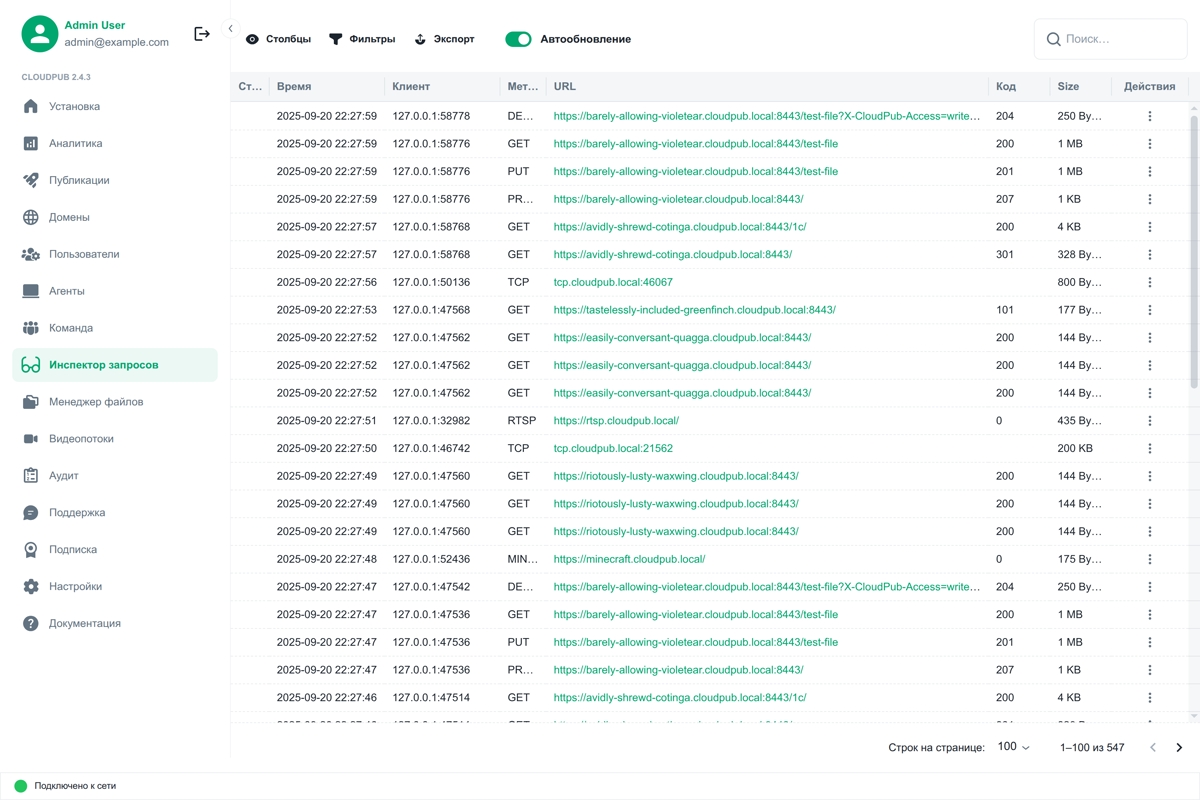 Admin User
admin@example.com
CLOUDPUB 2.4.3
Установка
Аналитика
Публикации
Домены
Пользователи
Агенты
Команда
Инспектор запросов
Менеджер файлов
Видеопотоки
Аудит
Поддержка
Подписка
Настройки
Документация
Столбцы Фильтры Экспорт Автообновление Поиск...
Ст... Время Клиент Мет... URL Код Size Действия
2025-09-20 22:27:59 127.0.0.1:58778 DE... https://barely-allowing-violetear.cloudpub.local:8443/test-file?X-CloudPub-Access=write... 204 250 By...
2025-09-20 22:27:59 127.0.0.1:58776 GET https://barely-allowing-violetear.cloudpub.local:8443/test-file 200 1 MB
2025-09-20 22:27:59 127.0.0.1:58776 PUT https://barely-allowing-violetear.cloudpub.local:8443/test-file 201 1 MB
2025-09-20 22:27:59 127.0.0.1:58776 PR... https://barely-allowing-violetear.cloudpub.local:8443/ 207 1 KB
2025-09-20 22:27:57 127.0.0.1:58768 GET https://avidly-shrewd-cotinga.cloudpub.local:8443/1c/ 200 4 KB
2025-09-20 22:27:57 127.0.0.1:58768 GET https://avidly-shrewd-cotinga.cloudpub.local:8443/ 301 328 By...
2025-09-20 22:27:56 127.0.0.1:50136 TCP tcp.cloudpub.local:46067 800 By...
2025-09-20 22:27:53 127.0.0.1:47568 GET https://tastelessly-included-greenfinch.cloudpub.local:8443/ 101 177 By...
2025-09-20 22:27:52 127.0.0.1:47562 GET https://easily-conversant-quagga.cloudpub.local:8443/ 200 144 By...
2025-09-20 22:27:52 127.0.0.1:47562 GET https://easily-conversant-quagga.cloudpub.local:8443/ 200 144 By...
2025-09-20 22:27:52 127.0.0.1:47562 GET https://easily-conversant-quagga.cloudpub.local:8443/ 200 144 By...
2025-09-20 22:27:51 127.0.0.1:32982 RTSP https://rtsp.cloudpub.local/ 0 435 By...
2025-09-20 22:27:50 127.0.0.1:46742 TCP tcp.cloudpub.local:21562 200 KB
2025-09-20 22:27:49 127.0.0.1:47560 GET https://riotously-lusty-waxwing.cloudpub.local:8443/ 200 144 By...
2025-09-20 22:27:49 127.0.0.1:47560 GET https://riotously-lusty-waxwing.cloudpub.local:8443/ 200 144 By...
2025-09-20 22:27:49 127.0.0.1:47560 GET https://riotously-lusty-waxwing.cloudpub.local:8443/ 200 144 By...
2025-09-20 22:27:48 127.0.0.1:52436 MIN... https://minecraft.cloudpub.local/ 0 175 By...
2025-09-20 22:27:47 127.0.0.1:47542 DE... https://barely-allowing-violetear.cloudpub.local:8443/test-file?X-CloudPub-Access=write... 204 250 By...
2025-09-20 22:27:47 127.0.0.1:47536 GET https://barely-allowing-violetear.cloudpub.local:8443/test-file 200 1 MB
2025-09-20 22:27:47 127.0.0.1:47536 PUT https://barely-allowing-violetear.cloudpub.local:8443/test-file 201 1 MB
2025-09-20 22:27:47 127.0.0.1:47536 PR... https://barely-allowing-violetear.cloudpub.local:8443/ 207 1 KB
2025-09-20 22:27:46 127.0.0.1:47514 GET https://avidly-shrewd-cotinga.cloudpub.local:8443/1c/ 200 4 KB
Строк на странице: 100 1–100 из 547
Подключено к сети